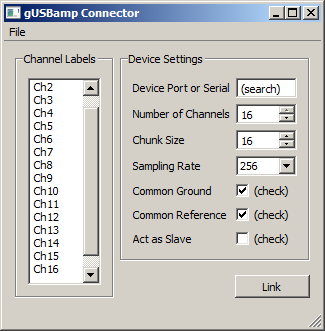 gUSBamp Connector
File
Channel Labels
Ch2
Ch3
Ch4
Ch5
Ch6
Ch7
Ch8
Ch9
Ch10
Ch11
Ch12
Ch13
Ch14
Ch15
Ch16
Device Settings
Device Port or Serial (search)
Number of Channels 16
Chunk Size 16
Sampling Rate 256
Common Ground (check)
Common Reference (check)
Act as Slave (check)
Link